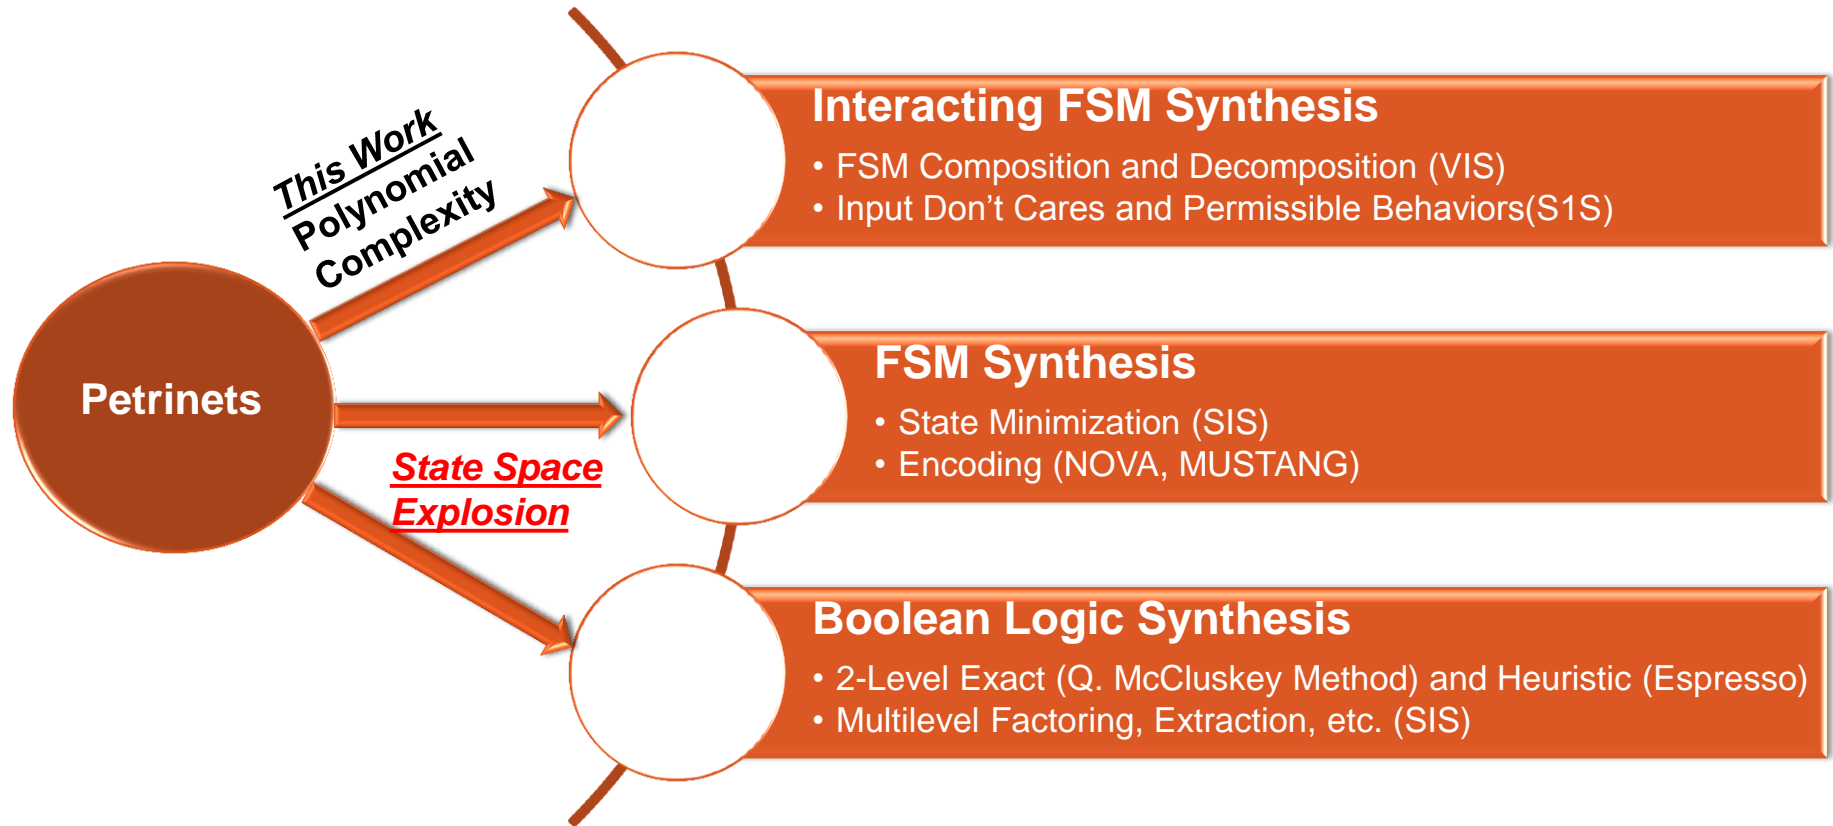 This Work
Polynomial
Complexity
Petrinets
State Space
Explosion
Interacting FSM Synthesis
• FSM Composition and Decomposition (VIS)
• Input Don’t Cares and Permissible Behaviors(S1S)
FSM Synthesis
• State Minimization (SIS)
• Encoding (NOVA, MUSTANG)
Boolean Logic Synthesis
• 2-Level Exact (Q. McCluskey Method) and Heuristic (Espresso)
• Multilevel Factoring, Extraction, etc. (SIS)